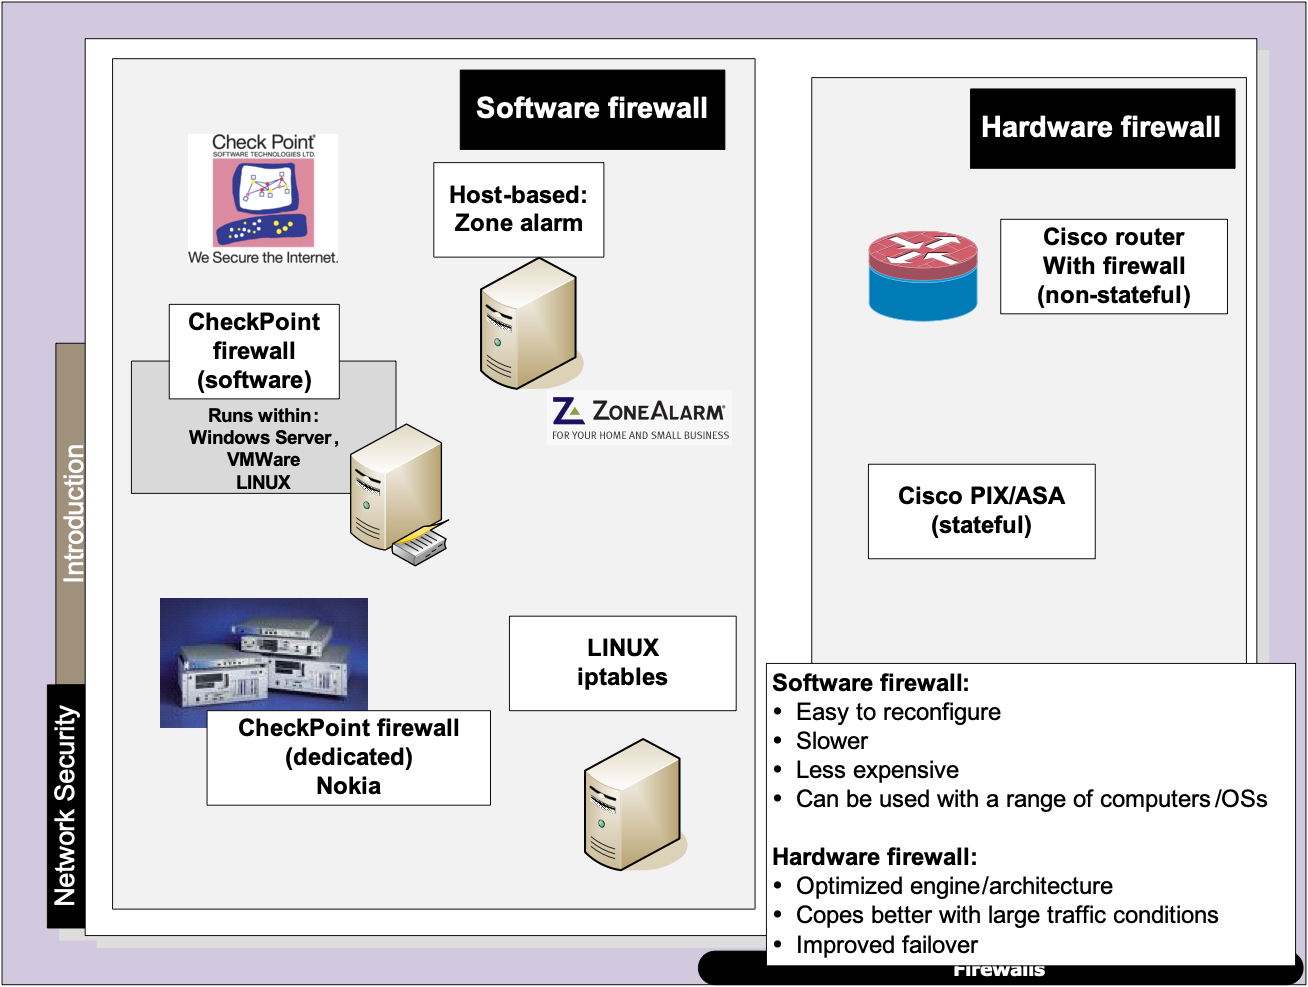 Software firewall
Hardware firewall
Check Point
SOFTWARE TECHNOLOGIES LTD.
We Secure the Internet.
Host-based:
Zone alarm
Cisco router
With firewall
(non-stateful)
CheckPoint
firewall
(software)
Runs within:
Windows Server,
VMWare
LINUX
ZONEALARM
FOR YOUR HOME AND SMALL BUSINESS
Cisco PIX/ASA
(stateful)
LINUX
iptables
CheckPoint firewall
(dedicated)
Nokia
Software firewall:
• Easy to reconfigure
• Slower
• Less expensive
• Can be used with a range of computers/OSs
Hardware firewall:
• Optimized engine/architecture
• Copes better with large traffic conditions
• Improved failover
Introduction
Network Security
Firewalls